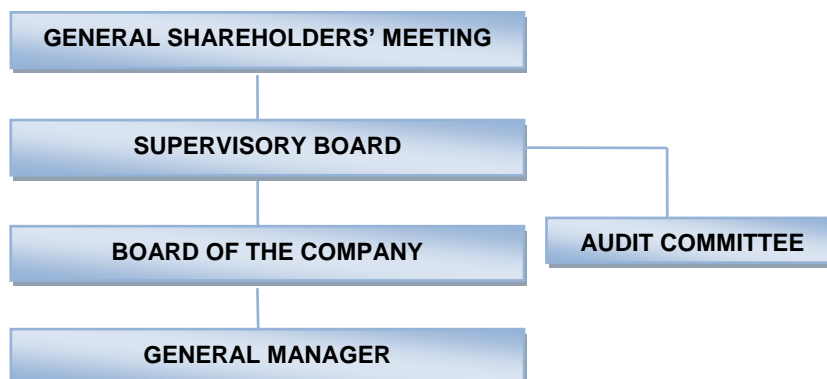 GENERAL SHAREHOLDERS’ MEETING
SUPERVISORY BOARD
BOARD OF THE COMPANY
AUDIT COMMITTEE
GENERAL MANAGER